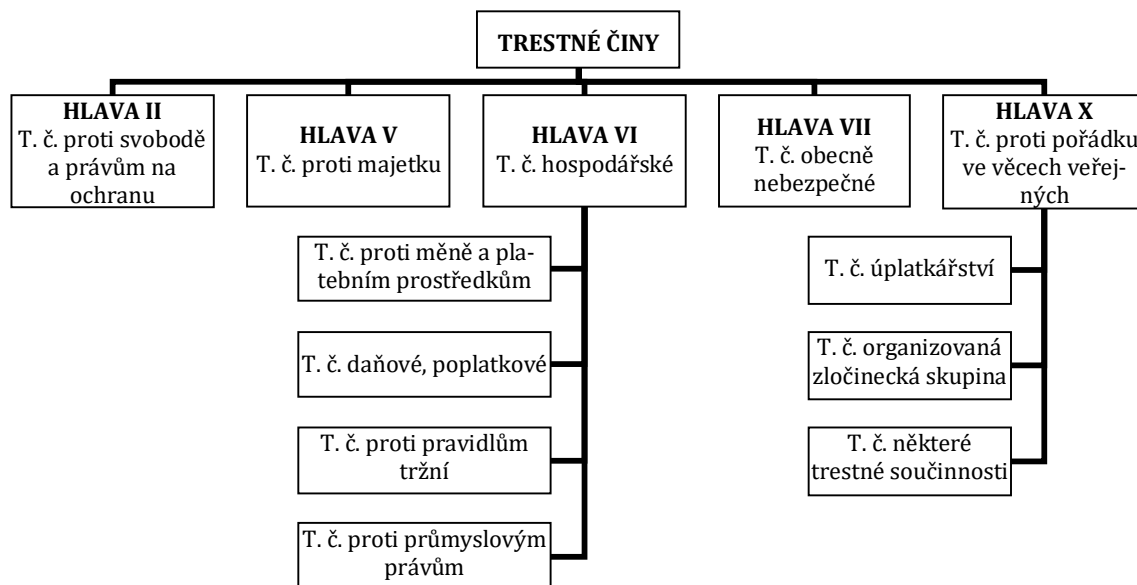 TRESTNÉ ČINY
HLAVA II
T. č. proti svobodě
a právům na
ochranu
HLAVA V
T. č. proti majetku
HLAVA VI
T. č. hospodářské
HLAVA VII
T. č. obecně
nebezpečné
HLAVA X
T. č. proti pořádku
ve věcech veřej-
ných
T. č. proti měně a pla-
tebním prostředkům
T. č. daňové, poplatkové
T. č. proti pravidlům
tržní
T. č. proti průmyslovým
právům
T. č. úplatkářství
T. č. organizovaná
zločinecká skupina
T. č. některé
trestné součinnosti